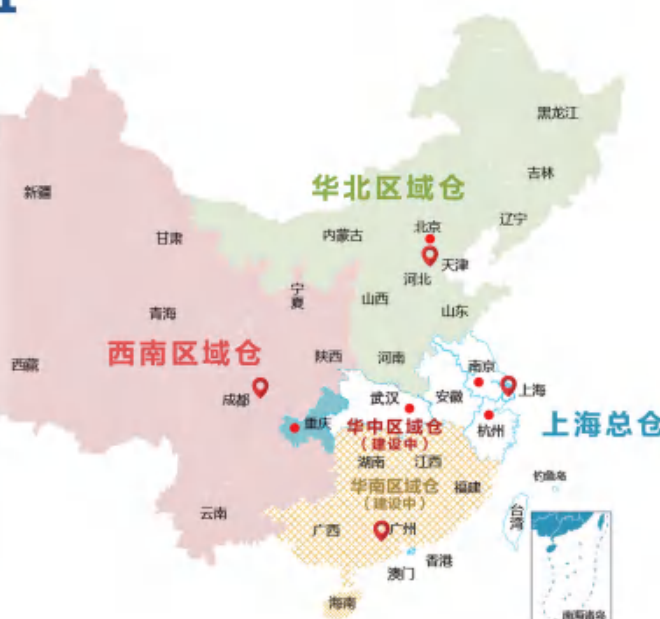 黑龙江
吉林
新疆
华北区域仓
辽宁
北京
内蒙古
甘肃
天津
河北
宁夏
山西
青海
山东
西南区域仓
陕西
河南
西藏
南京
上海
成都
武汉
安徽
重庆
华中区域仓
(建设中)
杭州
上海总仓
湖南
江西
钓鱼岛
华南区域仓
(建设中)
福建
云南
台湾
广西
广州
香港
澳门
海南
南海诸岛